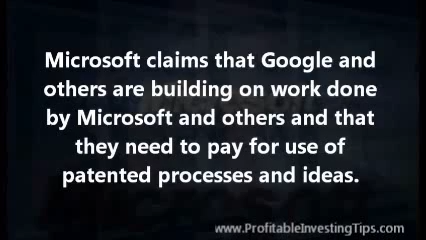 Microsoft claims that Google and
others are building on work done
by Microsoft and others and that
they need to pay for use of
patented processes and ideas.
www.ProfitableInvestingTips.com